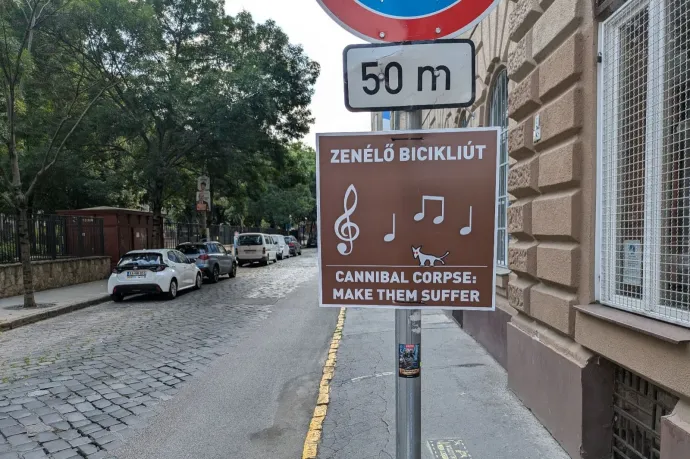 50 m
ZENÉLŐ BICIKLIÚT
CANNIBAL CORPSE:
MAKE THEM SUFFER